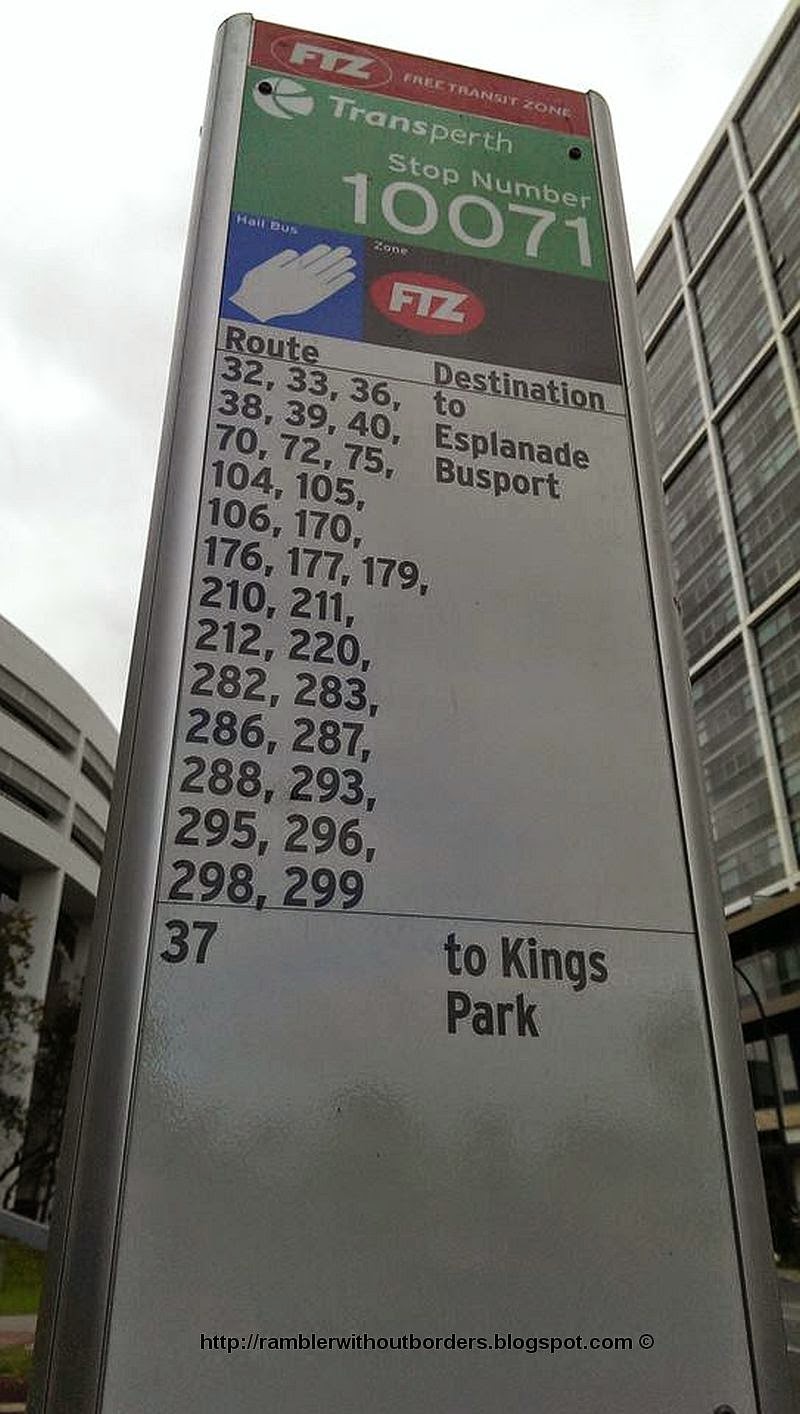 FTZ FREE TRANSIT ZONE
Transperth
Stop Number
10071
Hail Bus
Zone
FTZ
Route Destination
32, 33, 36, to
38, 39, 40, Esplanade
70, 72, 75, Busport
104, 105,
106, 170,
176, 177, 179,
210, 211,
212, 220,
282, 283,
286, 287,
288, 293,
295, 296,
298, 299
37 to Kings
Park
http://ramblerwithoutborders.blogspot.com ©